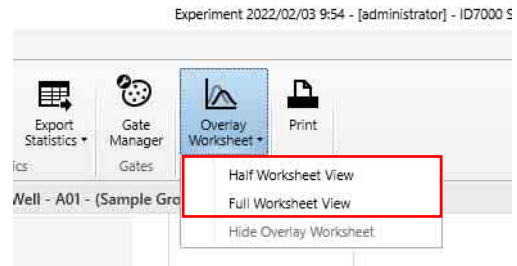 Experiment 2022/02/03 9:54 - [administrator] - ID7000 S
Export
Statistics
Gate
Manager
Overlay
Worksheet
Print
ics
Gates
Well - A01 - (Sample Gro
Half Worksheet View
Full Worksheet View
Hide Overlay Worksheet